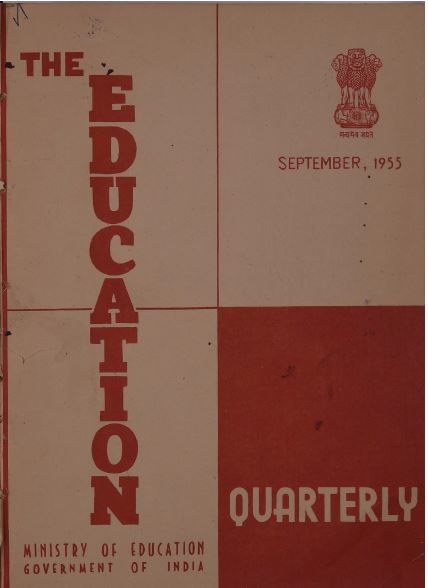 THE
EDUCATION
सत्यमेव जयते
SEPTEMBER, 1955
QUARTERLY
MINISTRY OF EDUCATION
GOVERNMENT OF INDIA